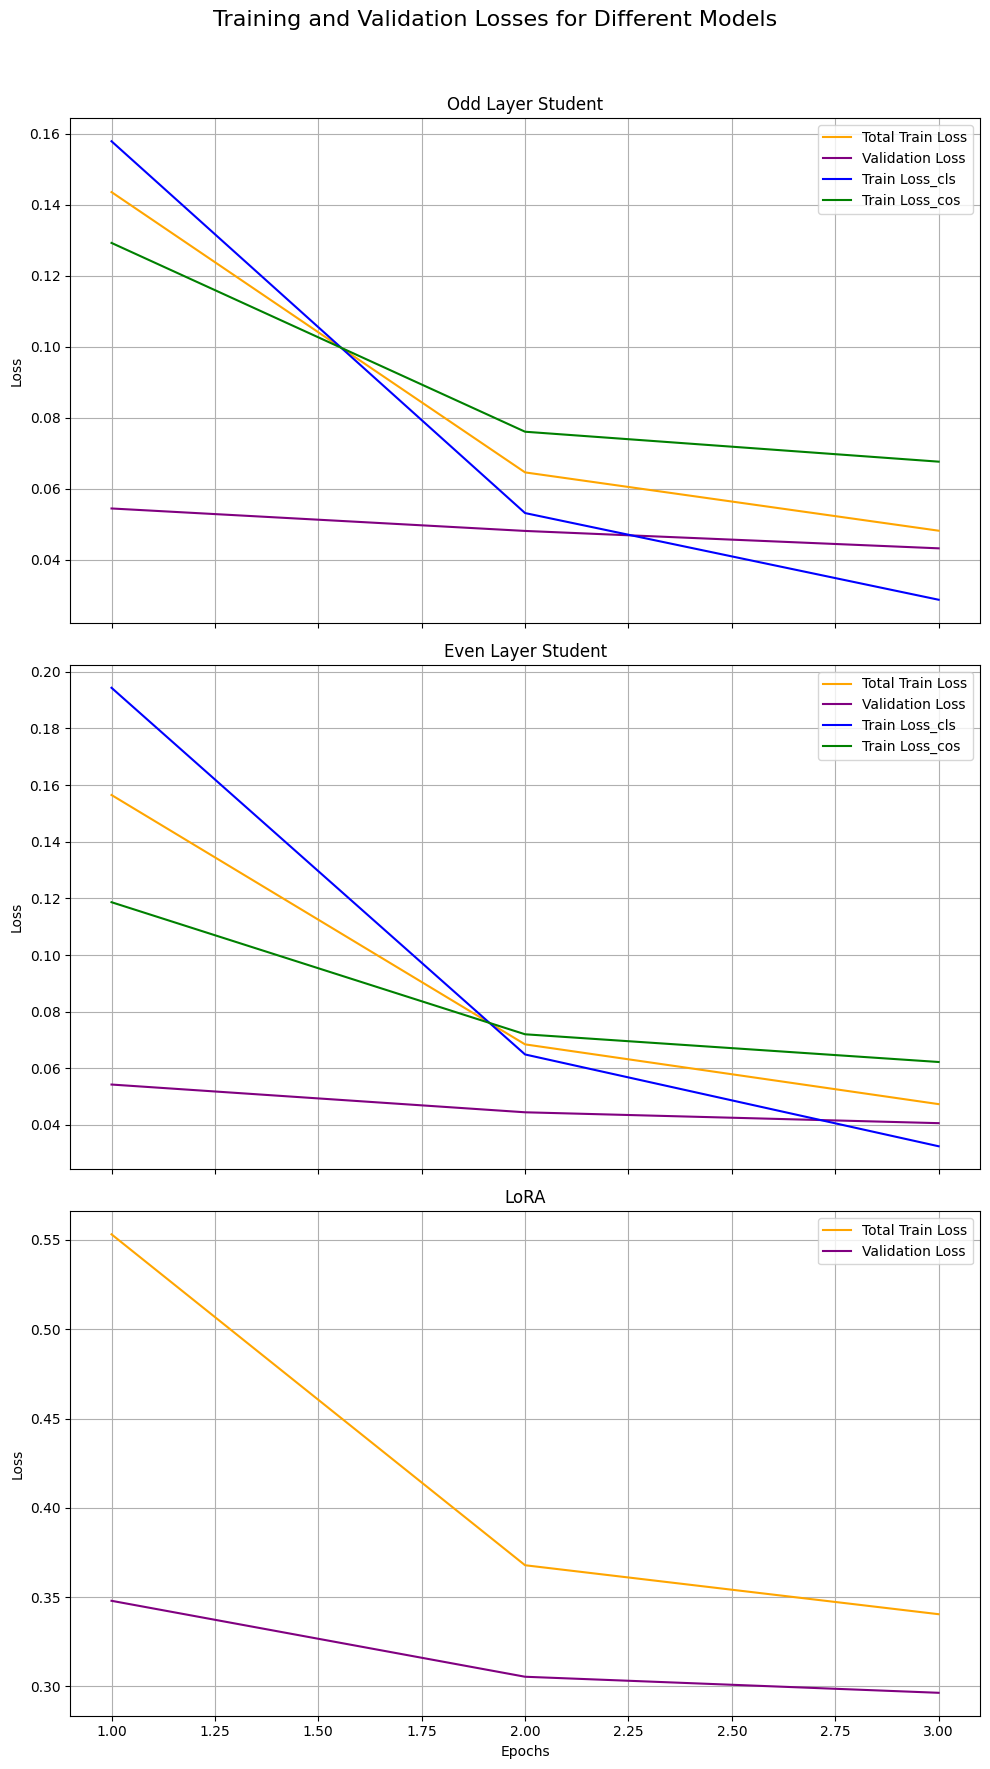 Training and Validation Losses for Different Models
Odd Layer Student
Total Train Loss
Validation Loss
Train Loss_cls
Train Loss_cos
0.16
0.14
0.12
0.10
0.08
0.06
0.04
Loss
Even Layer Student
Total Train Loss
Validation Loss
Train Loss_cls
Train Loss_cos
0.20
0.18
0.16
0.14
0.12
0.10
0.08
0.06
0.04
Loss
LoRA
Total Train Loss
Validation Loss
0.55
0.50
0.45
0.40
0.35
0.30
Loss
1.00 1.25 1.50 1.75 2.00 2.25 2.50 2.75 3.00
Epochs